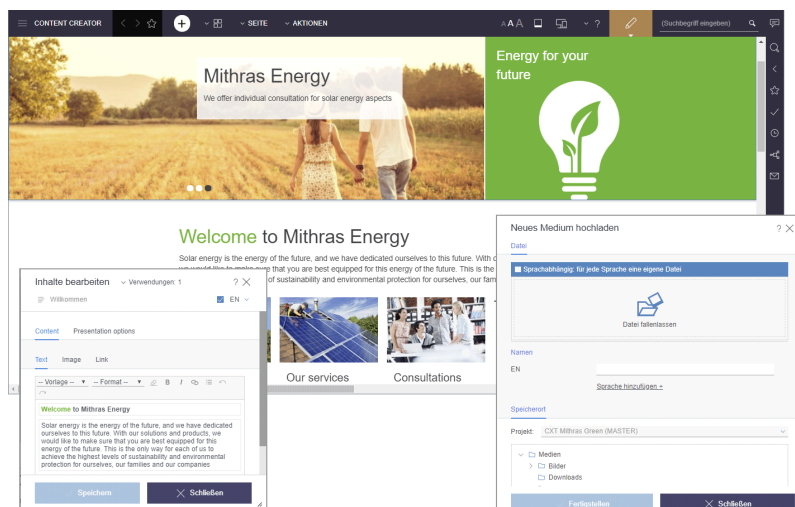 CONTENT CREATOR
SEITE
AKTIONEN
A A A
?
(Suchbegriff eingeben)
Mithras Energy
We offer individual consultation for solar energy aspects
Energy for your
future
Welcome to Mithras Energy
Solar energy is the energy of the future, and we have dedicated ourselves to this future. With
that you are best equipped for this energy of the future. This is the
of sustainability and environmental protection for ourselves, our fam
Our services
Consultations
Inhalte bearbeiten
Verwendungen: 1
?
Willkommen
EN
Content
Presentation options
Text
Image
Link
-- Vorlage --
-- Format --
B
I
Welcome to Mithras Energy
Solar energy is the energy of the future, and we have dedicated
ourselves to this future. With our solutions and products, we
would like to make sure that you are best equipped for this
energy of the future. This is the only way for each of us to
achieve the highest levels of sustainability and environmental
protection for ourselves, our families and our companies
Speichern
Schließen
Neues Medium hochladen
?
Datei
Sprachabhängig: für jede Sprache eine eigene Datei
Datei fallenlassen
Namen
EN
Sprache hinzufügen +
Speicherort
Projekt:
CXT Mithras Green (MASTER)
Medien
Bilder
Downloads
Fertigstellen
Schließen